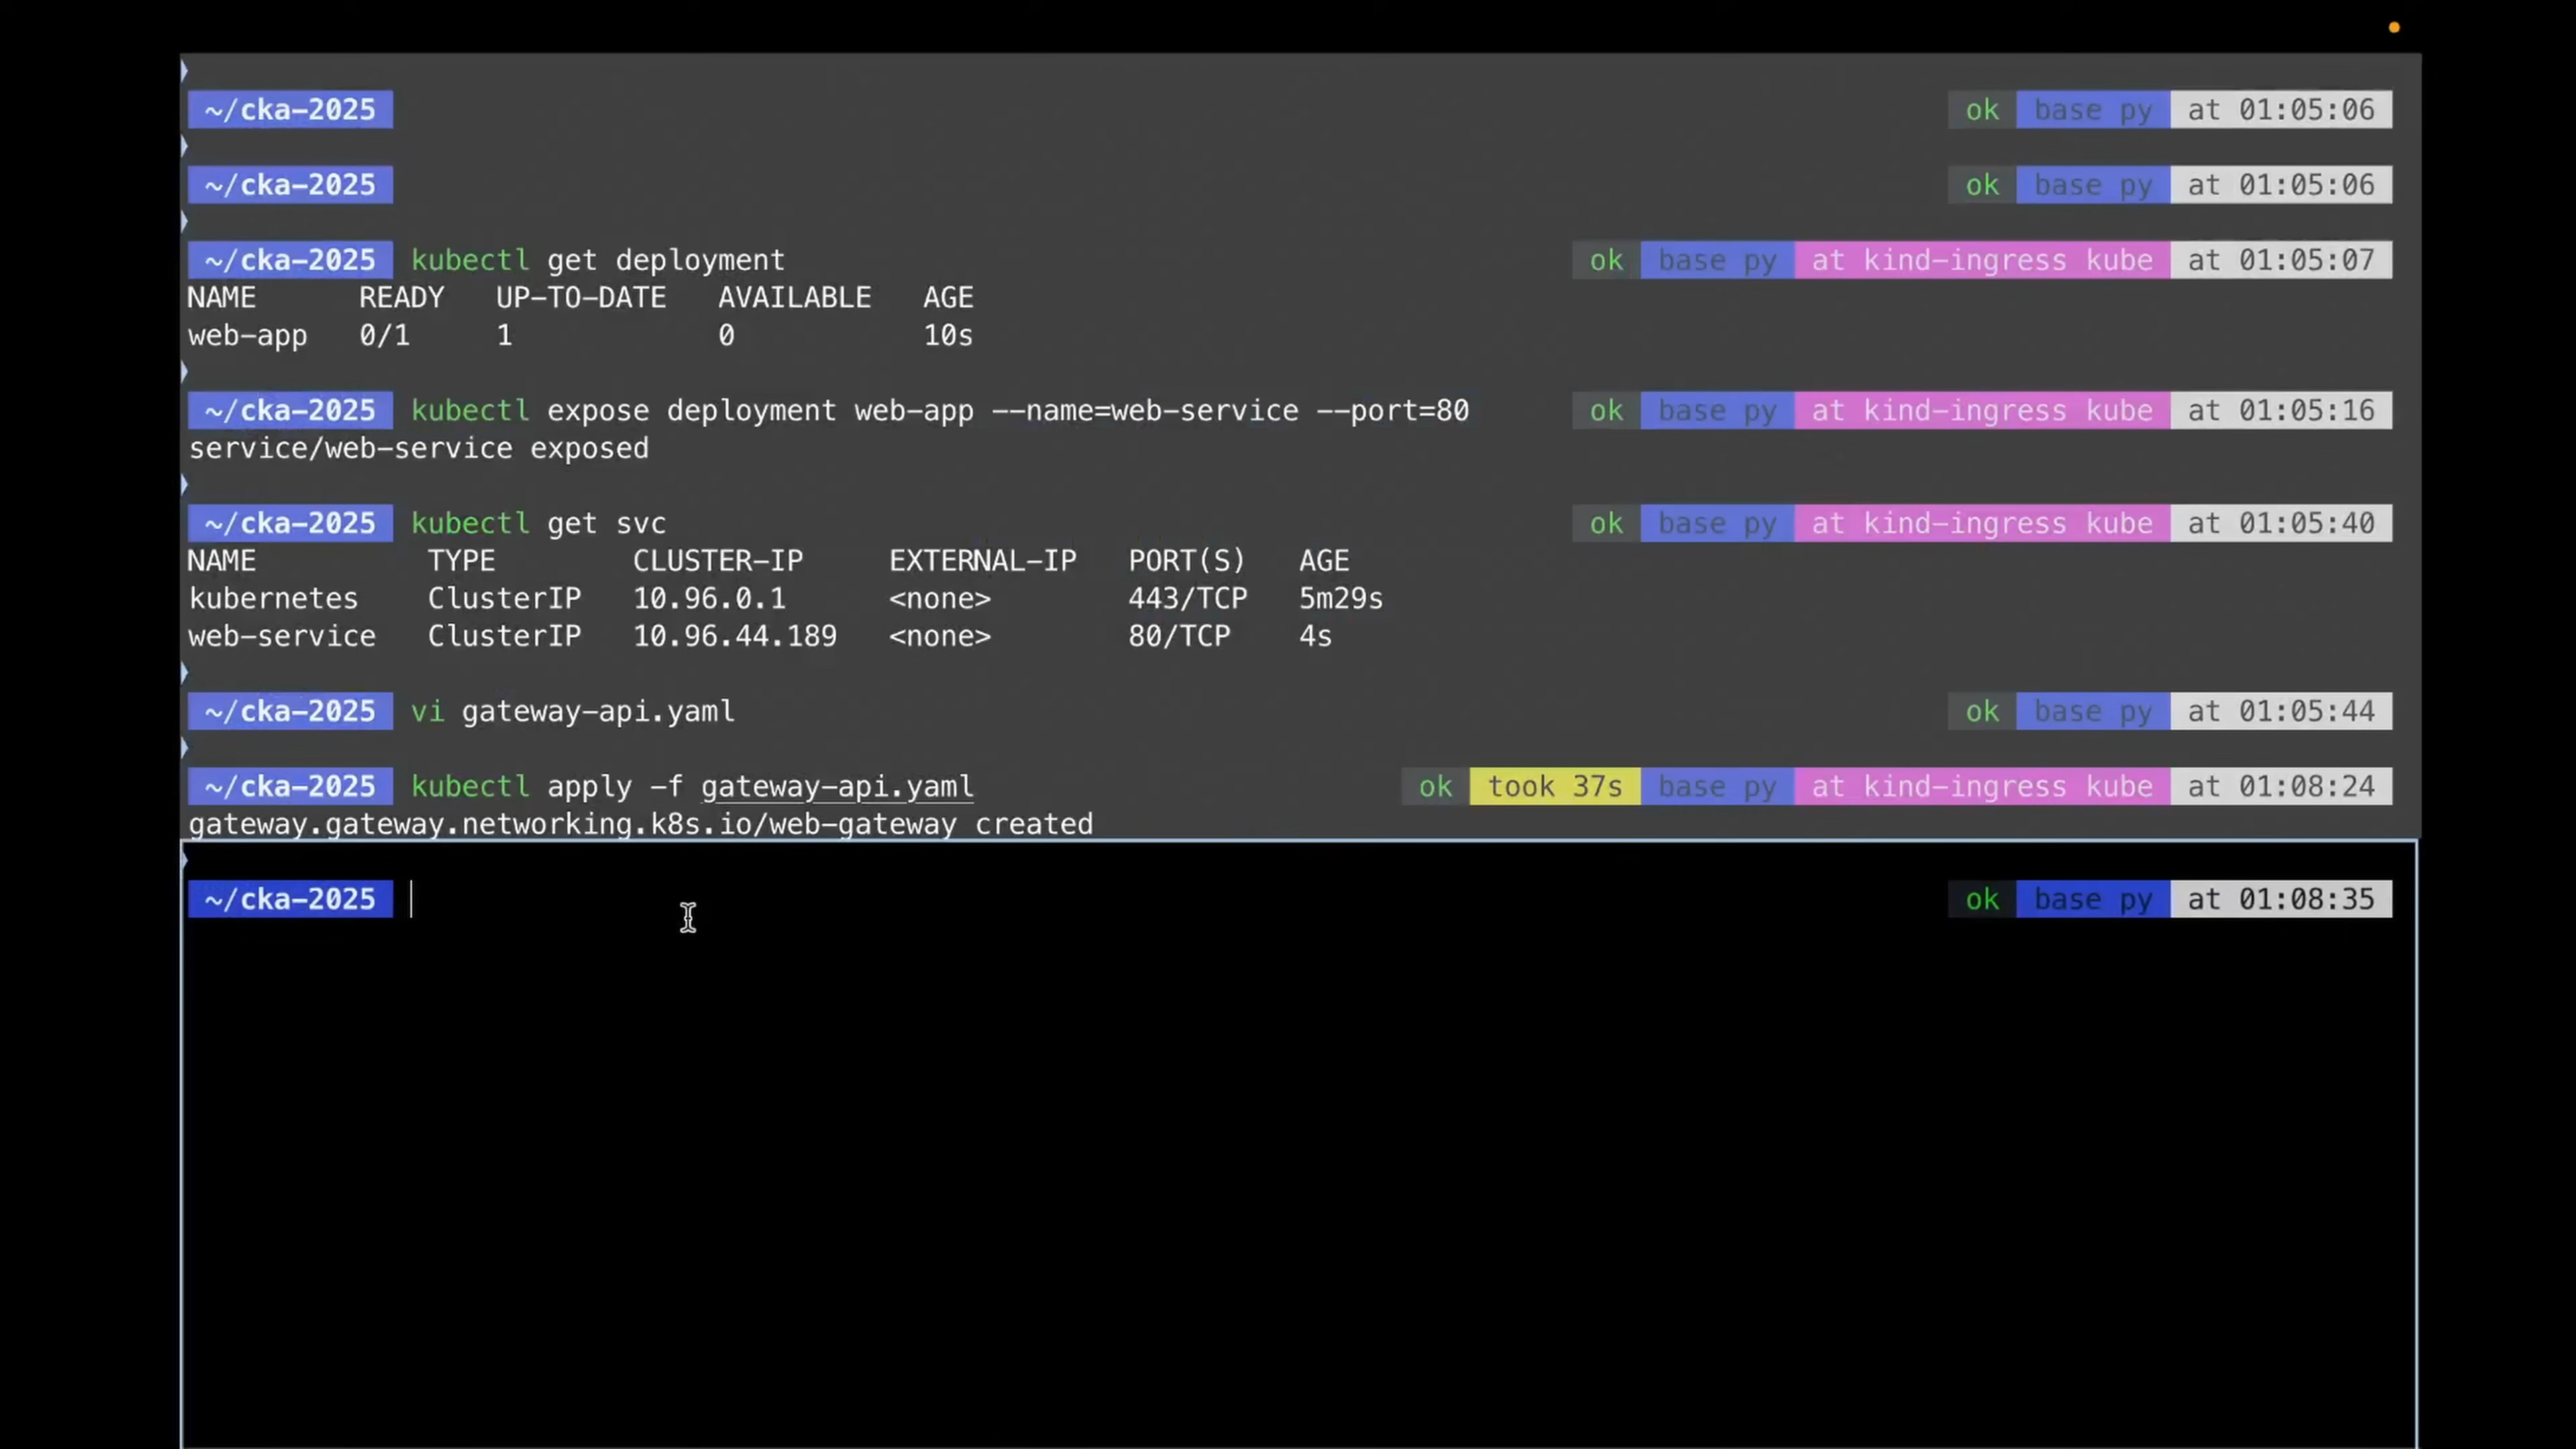 ~/cka-2025 ok base py at 01:05:06
~/cka-2025 ok base py at 01:05:06
~/cka-2025 kubectl get deployment ok base py at kind-ingress kube at 01:05:07
NAME READY UP-TO-DATE AVAILABLE AGE
web-app 0/1 1 0 10s
~/cka-2025 kubectl expose deployment web-app --name=web-service --port=80 ok base py at kind-ingress kube at 01:05:16
service/web-service exposed
~/cka-2025 kubectl get svc ok base py at kind-ingress kube at 01:05:40
NAME TYPE CLUSTER-IP EXTERNAL-IP PORT(S) AGE
kubernetes ClusterIP 10.96.0.1 <none> 443/TCP 5m29s
web-service ClusterIP 10.96.44.189 <none> 80/TCP 4s
~/cka-2025 vi gateway-api.yaml ok base py at 01:05:44
~/cka-2025 kubectl apply -f gateway-api.yaml ok took 37s base py at kind-ingress kube at 01:08:24
gateway.gateway.networking.k8s.io/web-gateway created
~/cka-2025 ok base py at 01:08:35